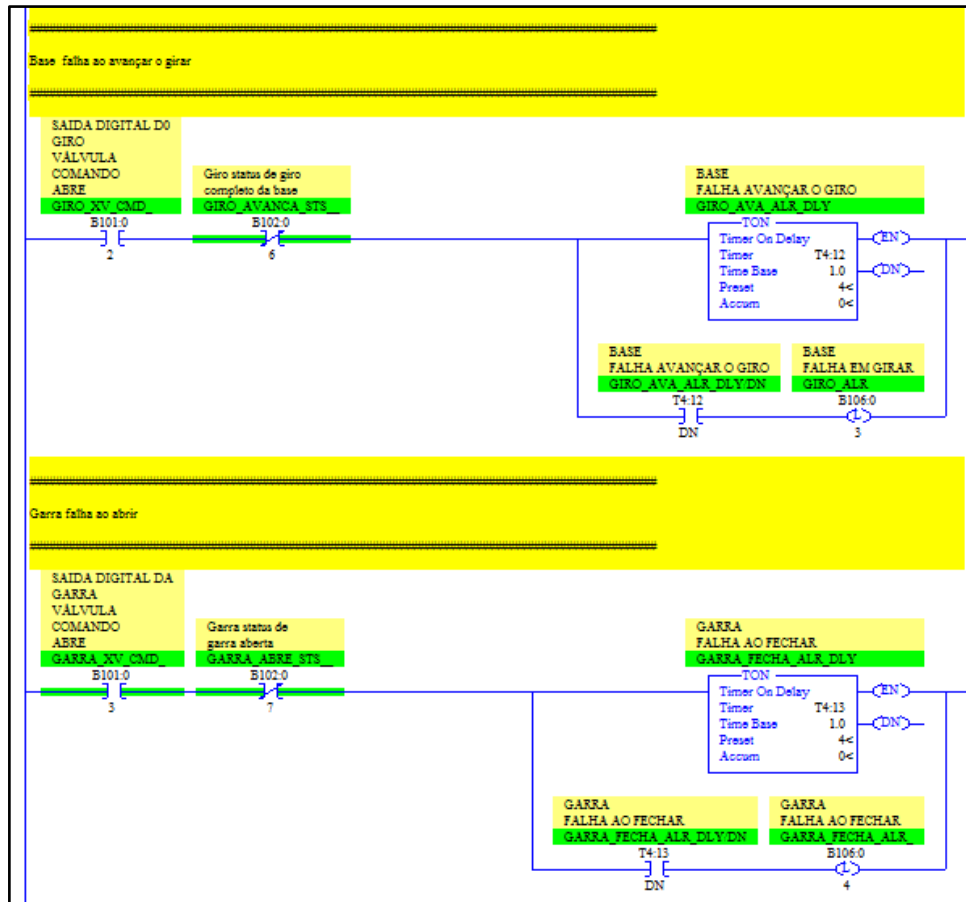 Base falha ao avançar o girar
SAIDA DIGITAL D0
GIRO
VÁLVULA
COMANDO
ABRE
GIRO_XV_CMD_
B101:0
2
Giro status de giro
completo da base
GIRO_AVANCA_STS__
B102:0
6
BASE
FALHA AVANÇAR O GIRO
GIRO_AVA_ALR_DLY
TON
Timer On Delay
Timer T4:12
Time Base 1.0
Preset 4<
Accum 0<
EN
DN
BASE
FALHA AVANÇAR O GIRO
GIRO_AVA_ALR_DLY/DN
T4:12
DN
BASE
FALHA EM GIRAR
GIRO_ALR
B106:0
L
3
Garra falha ao abrir
SAIDA DIGITAL DA
GARRA
VÁLVULA
COMANDO
ABRE
GARRA_XV_CMD_
B101:0
3
Garra status de
garra aberta
GARRA_ABRE_STS__
B102:0
7
GARRA
FALHA AO FECHAR
GARRA_FECHA_ALR_DLY
TON
Timer On Delay
Timer T4:13
Time Base 1.0
Preset 4<
Accum 0<
EN
DN
GARRA
FALHA AO FECHAR
GARRA_FECHA_ALR_DLY/DN
T4:13
DN
GARRA
FALHA AO FECHAR
GARRA_FECHA_ALR_
B106:0
L
4